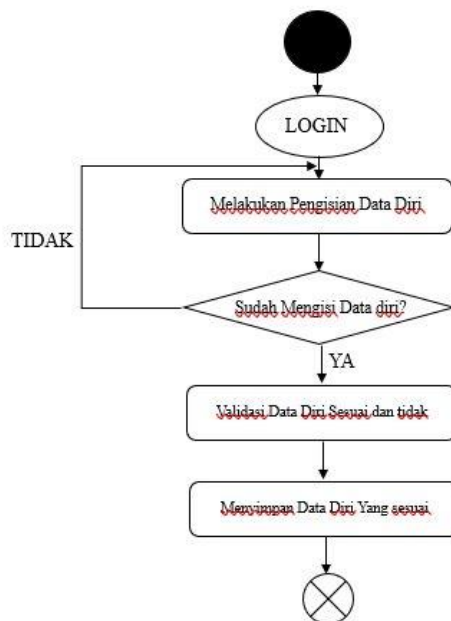 LOGIN
Melakukan Pengisian Data Diri
TIDAK
Sudah Mengisi Data diri?
YA
Validasi Data Diri Sesuai dan tidak
Menyimpan Data Diri Yang sesuai